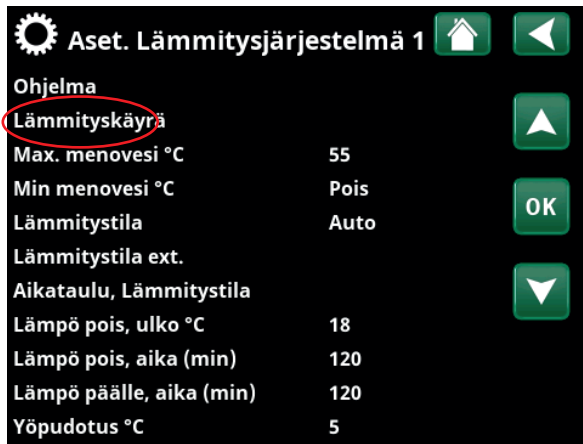 Aset. Lämmitysjärjestelmä 1
Ohjelma
Lämmityskäyrä
Max. menovesi °C 55
Min menovesi °C Pois
Lämmitystila Auto
OK
Lämmitystila ext.
Aikataulu, Lämmitystila
Lämpö pois, ulko °C 18
Lämpö pois, aika (min) 120
Lämpö päälle, aika (min) 120
Yöpudotus °C 5